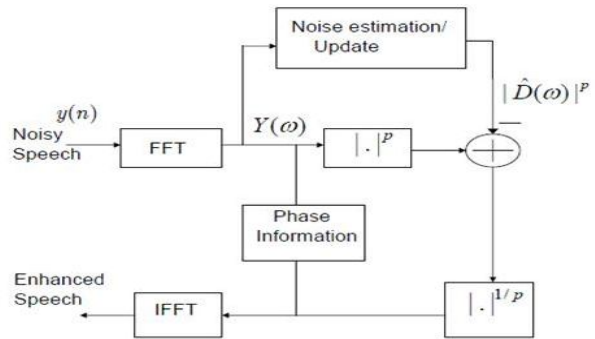 Noise estimation/
Update
| D̂(ω) |^p
y(n)
Noisy
Speech
FFT
Y(ω)
| . |^p
−
+
Phase
Information
Enhanced
Speech
IFFT
| . |^{1/p}